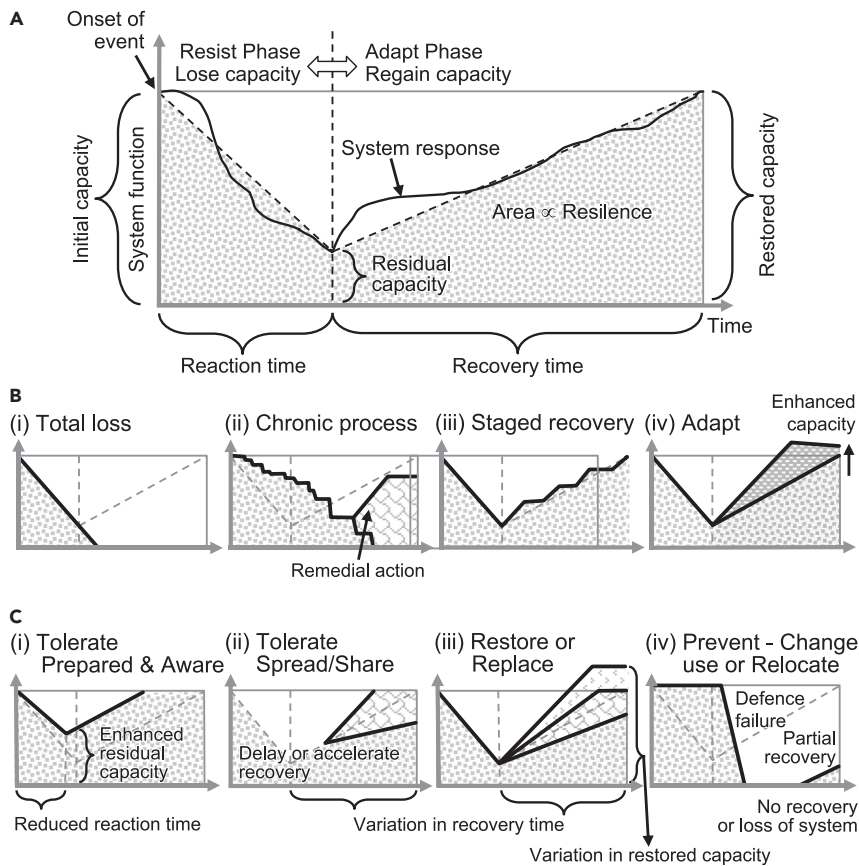 A
Onset of
event
Resist Phase
Lose capacity
Adapt Phase
Regain capacity
Initial capacity
System function
System response
Area ∝ Resilence
Residual
capacity
Restored capacity
Time
Reaction time
Recovery time
B
(i) Total loss
(ii) Chronic process
Remedial action
(iii) Staged recovery
(iv) Adapt
Enhanced
capacity
C
(i) Tolerate
Prepared & Aware
Enhanced
residual
capacity
Reduced reaction time
(ii) Tolerate
Spread/Share
Delay or accelerate
recovery
(iii) Restore or
Replace
Variation in recovery time
Variation in restored capacity
(iv) Prevent - Change
use or Relocate
Defence
failure
Partial
recovery
No recovery
or loss of system